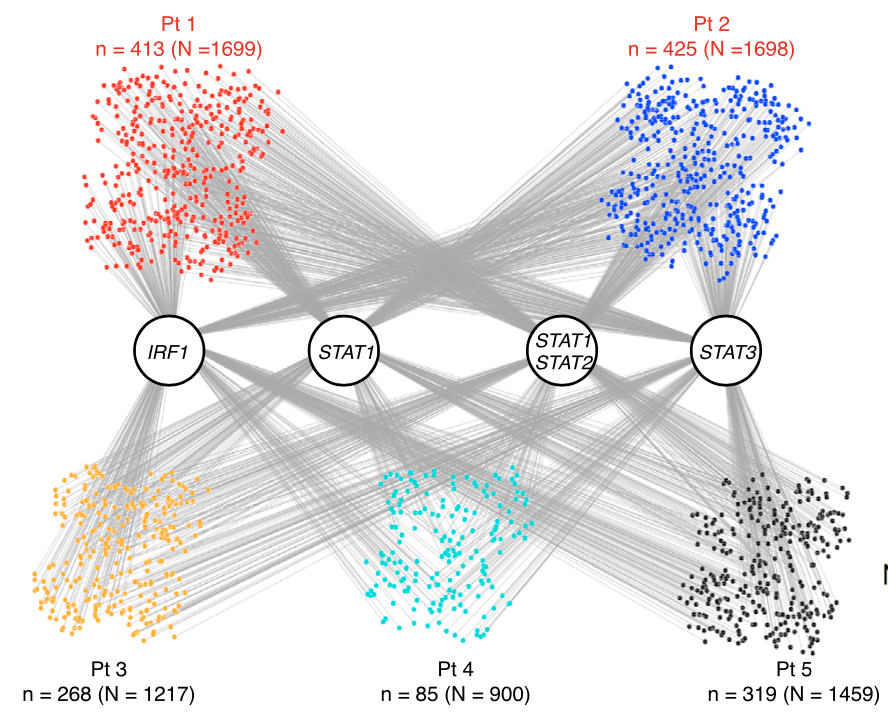 Pt 1
n = 413 (N =1699)
Pt 2
n = 425 (N =1698)
IRF1
STAT1
STAT1
STAT2
STAT3
Pt 3
n = 268 (N = 1217)
Pt 4
n = 85 (N = 900)
Pt 5
n = 319 (N = 1459)